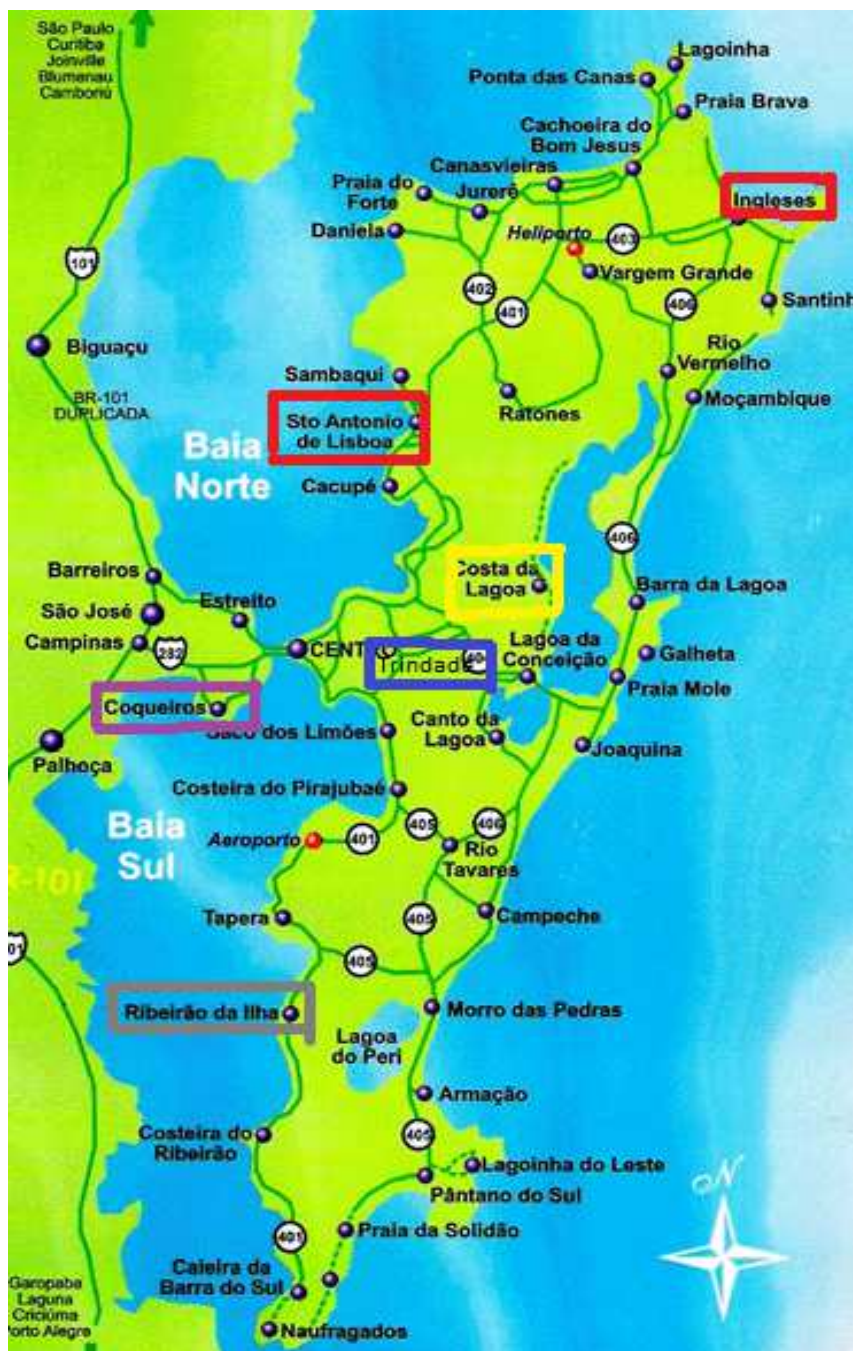 São Paulo
Curitiba
Joinville
Blumenau
Camboriú
Lagoinha
Ponta das Canas
Praia Brava
Cachoeira do
Bom Jesus
Canasvieiras
Praia do
Forte
Jurerê
Ingleses
Daniela
Heliporto
403
Vargem Grande
101
402
401
406
Santinh
Biguaçu
Rio
Vermelho
Sambaqui
BR-101
DUPLICADA
Ratones
Moçambique
Sto Antonio
de Lisboa
Baia
Norte
Cacupé
406
Barreiros
Costa da
Lagoa
Barra da Lagoa
São José
Estreito
Campinas
282
CENT
Trindade
Lagoa da
Conceição
Galheta
Praia Mole
Coqueiros
Saco dos Limões
Canto da
Lagoa
Joaquina
Palhoça
Costeira do Pirajubaé
Baia
Sul
Aeroporto
401
405
406
Rio
Tavares
R-101
Tapera
405
Campeche
01
405
Ribeirão da Ilha
Morro das Pedras
Lagoa
do Peri
Armação
Costeira do
Ribeirão
405
Lagoinha do Leste
Pântano do Sul
N
401
Praia da Solidão
Caieira da
Barra do Sul
Garopaba
Laguna
Criciúma
Porto Alegre
Naufragados